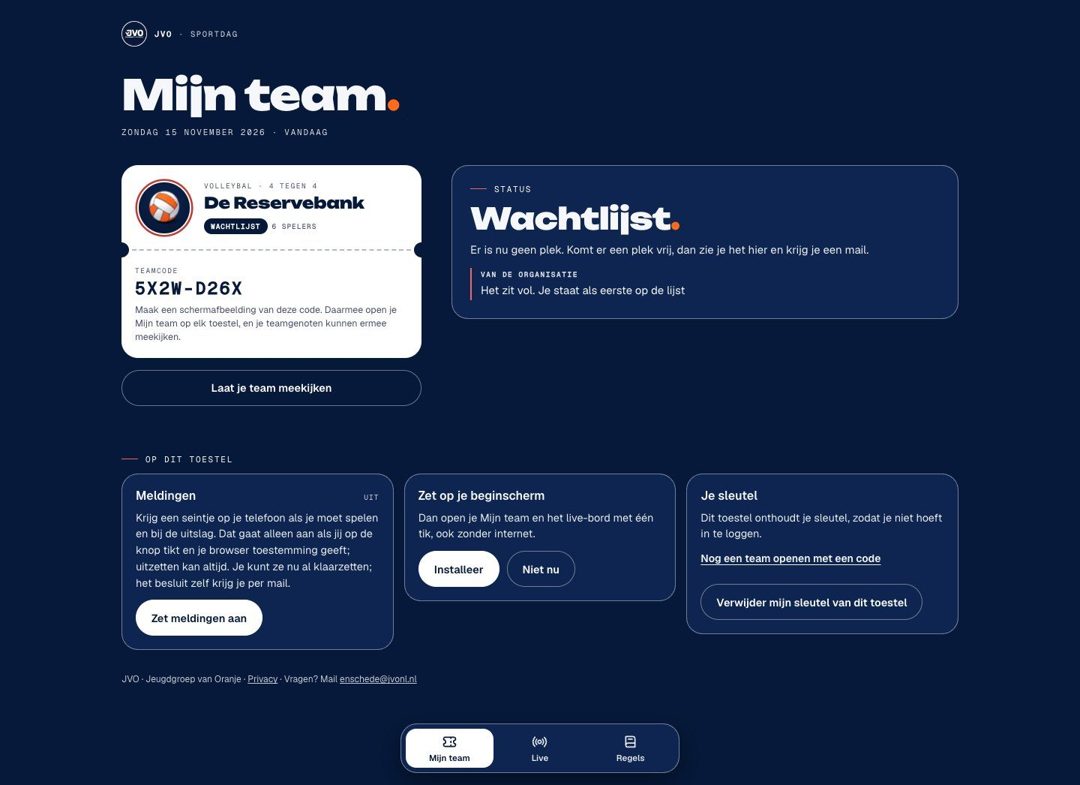 JVO JVO · SPORTDAG
Mijn team.
ZONDAG 15 NOVEMBER 2026 · VANDAAG
VOLLEYBAL · 4 TEGEN 4
De Reservebank
WACHTLIJST 6 SPELERS
TEAMCODE
5X2W-D26X
Maak een schermafbeelding van deze code. Daarmee open je
Mijn team op elk toestel, en je teamgenoten kunnen ermee
meekijken.
Laat je team meekijken
STATUS
Wachtlijst.
Er is nu geen plek. Komt er een plek vrij, dan zie je het hier en krijg je een mail.
VAN DE ORGANISATIE
Het zit vol. Je staat als eerste op de lijst
OP DIT TOESTEL
Meldingen UIT
Krijg een seintje op je telefoon als je moet spelen
en bij de uitslag. Dat gaat alleen aan als jij op de
knop tikt en je browser toestemming geeft;
uitzetten kan altijd. Je kunt ze nu al klaarzetten;
het besluit zelf krijg je per mail.
Zet meldingen aan
Zet op je beginscherm
Dan open je Mijn team en het live-bord met één
tik, ook zonder internet.
Installeer Niet nu
Je sleutel
Dit toestel onthoudt je sleutel, zodat je niet hoeft
in te loggen.
Nog een team openen met een code
Verwijder mijn sleutel van dit toestel
JVO · Jeugdgroep van Oranje · Privacy · Vragen? Mail enschede@jvonl.nl
Mijn team Live Regels